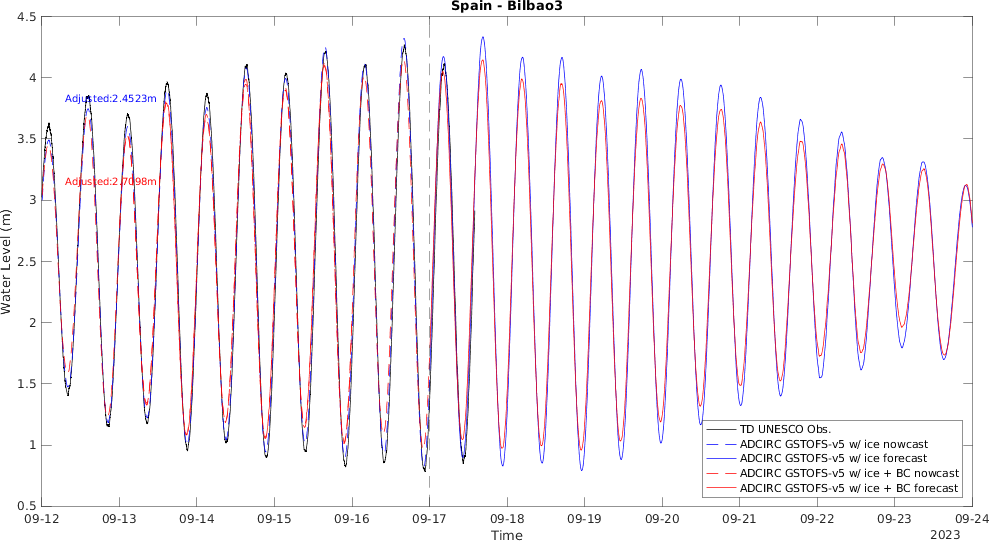 Spain - Bilbao3
4.5
4
3.5
3
2.5
2
1.5
1
0.5
Water Level (m)
Adjusted:2.4523m
Adjusted:2.7098m
TD UNESCO Obs.
ADCIRC GSTOFS-v5 w/ ice nowcast
ADCIRC GSTOFS-v5 w/ ice forecast
ADCIRC GSTOFS-v5 w/ ice + BC nowcast
ADCIRC GSTOFS-v5 w/ ice + BC forecast
09-12 09-13 09-14 09-15 09-16 09-17 09-18 09-19 09-20 09-21 09-22 09-23 09-24
Time
2023